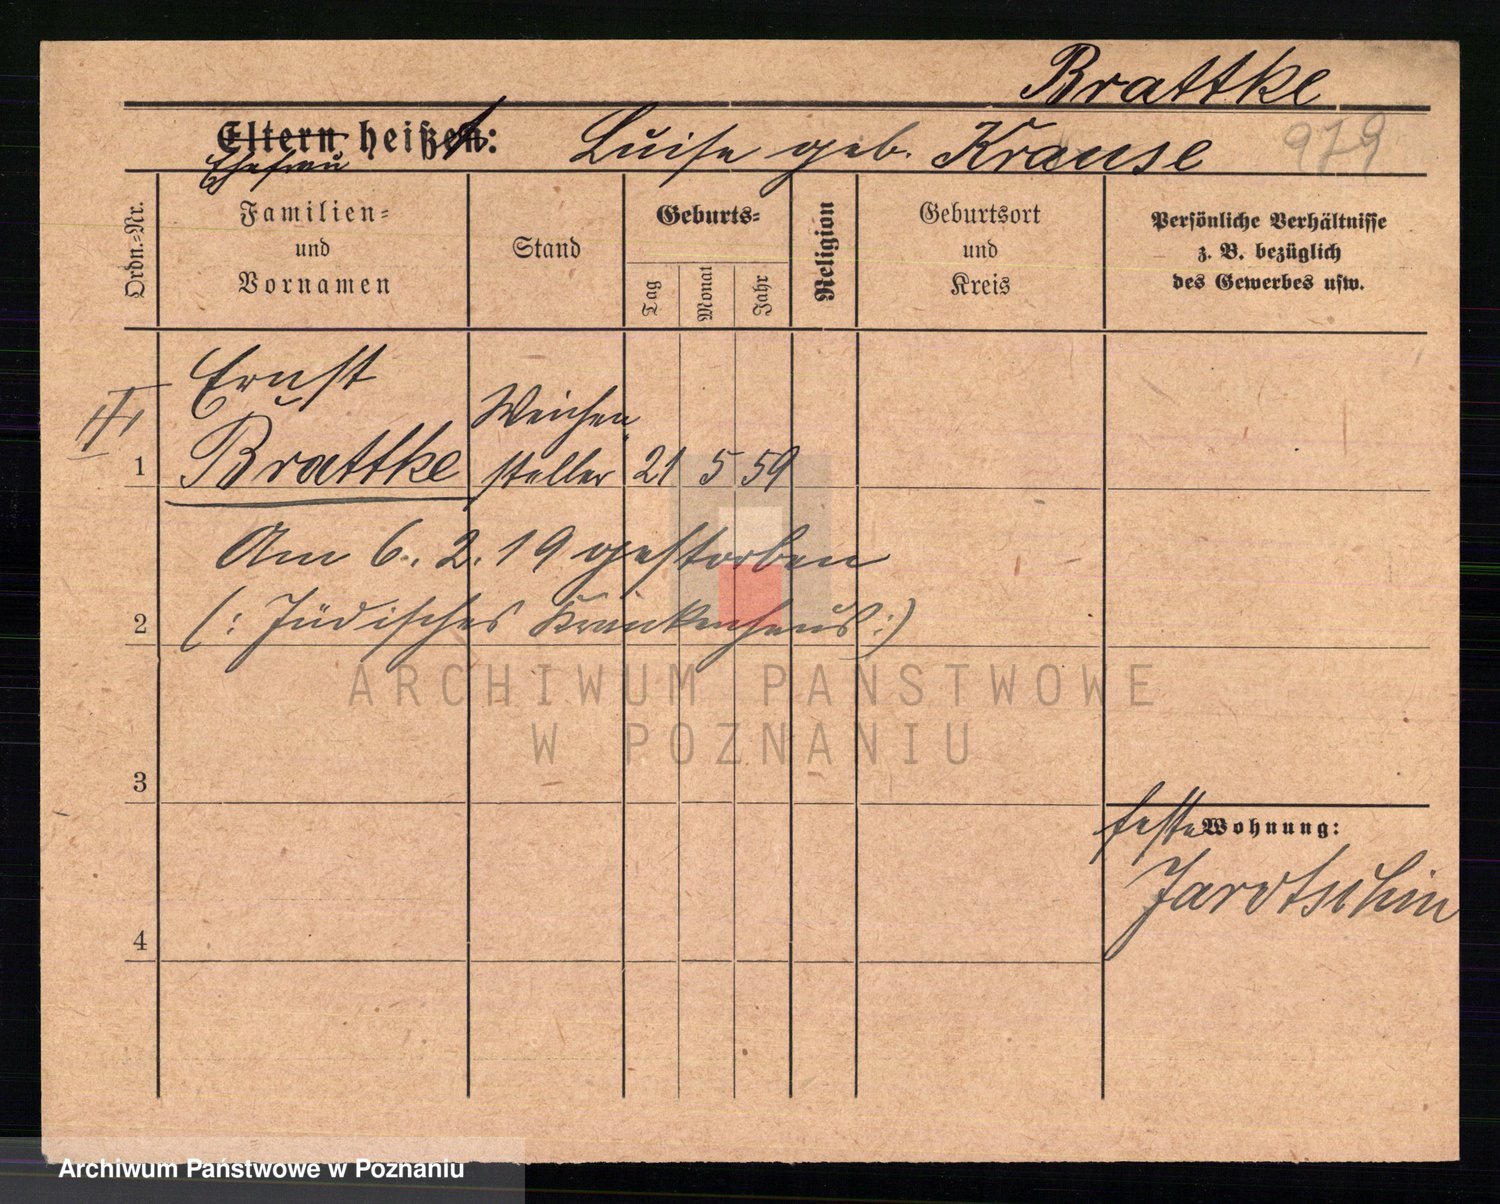 Brattke
Eltern heißen: Luise geb. Krause 979
Ehefrau
Ordn.=Nr.
Familien=
und
Vornamen
Stand
Geburts=
Tag
Monat
Jahr
Religion
Geburtsort
und
Kreis
Persönliche Verhältnisse
z. B. bezüglich
des Gewerbes usw.
Ernst
Weichen
1 Brattke steller 21 5 59
Am 6. 2. 19 gestorben
2 (: Jüdisches Krankenhaus :)
ARCHIWUM PAŃSTWOWE
W POZNANIU
3
feste Wohnung:
Jarotschin
4
Archiwum Państwowe w Poznaniu